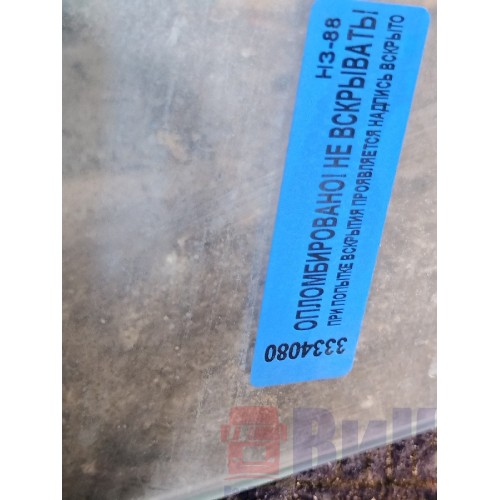 НЗ-88
ОПЛОМБИРОВАНО! НЕ ВСКРЫВАТЬ!
ПРИ ПОПЫТКЕ ВСКРЫТИЯ ПРОЯВЛЯЕТСЯ НАДПИСЬ ВСКРЫТО
3334080